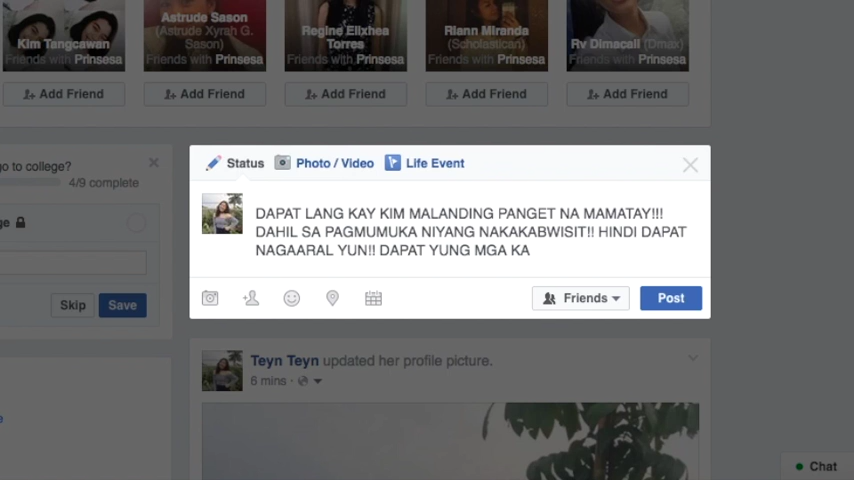 Kim Tangcawan
Friends with Prinsesa
Astrude Sason
(Astrude Xyrah G. Sason)
Friends with Prinsesa
Regine Elixhea Torres
Friends with Prinsesa
Riann Miranda
(Scholastican)
Friends with Prinsesa
Rv Dimacali (Dmax)
Friends with Prinsesa
Add Friend
Add Friend
Add Friend
Add Friend
Add Friend
go to college?
4/9 complete
Skip
Save
Status
Photo / Video
Life Event
DAPAT LANG KAY KIM MALANDING PANGET NA MAMATAY!!!
DAHIL SA PAGMUMUKA NIYANG NAKAKABWISIT!! HINDI DAPAT
NAGAARAL YUN!! DAPAT YUNG MGA KA
Friends
Post
Teyn Teyn updated her profile picture.
6 mins ·
Chat